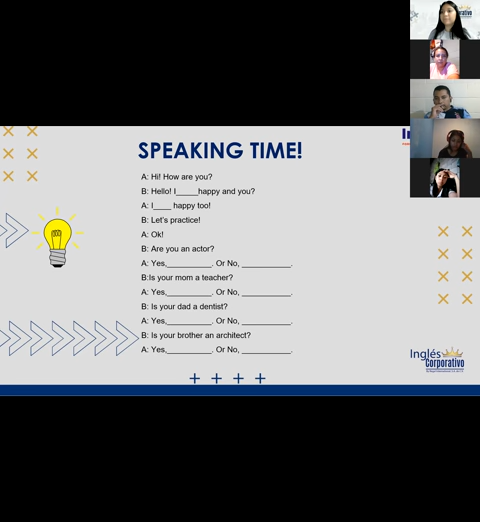 Corporativo
SPEAKING TIME!
A: Hi! How are you?
B: Hello! I_____happy and you?
A: I____ happy too!
B: Let's practice!
A: Ok!
B: Are you an actor?
A: Yes,__________. Or No, ___________.
B:Is your mom a teacher?
A: Yes,__________. Or No, ___________.
B: Is your dad a dentist?
A: Yes,__________. Or No, ___________.
B: Is your brother an architect?
A: Yes,__________. Or No, ___________.
Inglés
Corporativo